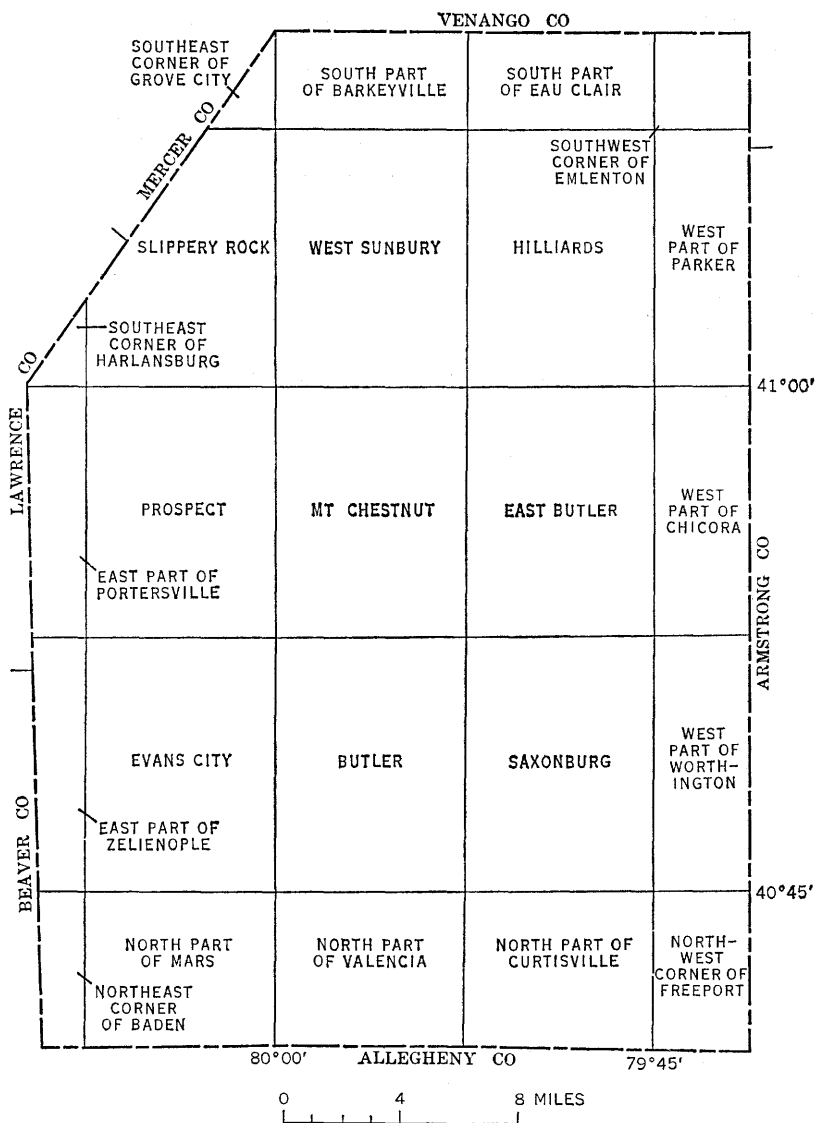 VENANGO CO
SOUTHEAST
CORNER OF
GROVE CITY
SOUTH PART
OF BARKEYVILLE
SOUTH PART
OF EAU CLAIR
MERCER CO
SOUTHWEST
CORNER OF
EMLENTON
SLIPPERY ROCK
WEST SUNBURY
HILLIARDS
WEST
PART OF
PARKER
SOUTHEAST
CORNER OF
HARLANSBURG
LAWRENCE CO
41°00'
PROSPECT
MT CHESTNUT
EAST BUTLER
WEST
PART OF
CHICORA
EAST PART OF
PORTERSVILLE
ARMSTRONG CO
EVANS CITY
BUTLER
SAXONBURG
WEST
PART OF
WORTH-
INGTON
EAST PART OF
ZELIENOPLE
BEAVER CO
40°45'
NORTH PART
OF MARS
NORTH PART
OF VALENCIA
NORTH PART OF
CURTISVILLE
NORTH-
WEST
CORNER OF
FREEPORT
NORTHEAST
CORNER
OF BADEN
80°00'
ALLEGHENY CO
79°45'
0 4 8 MILES